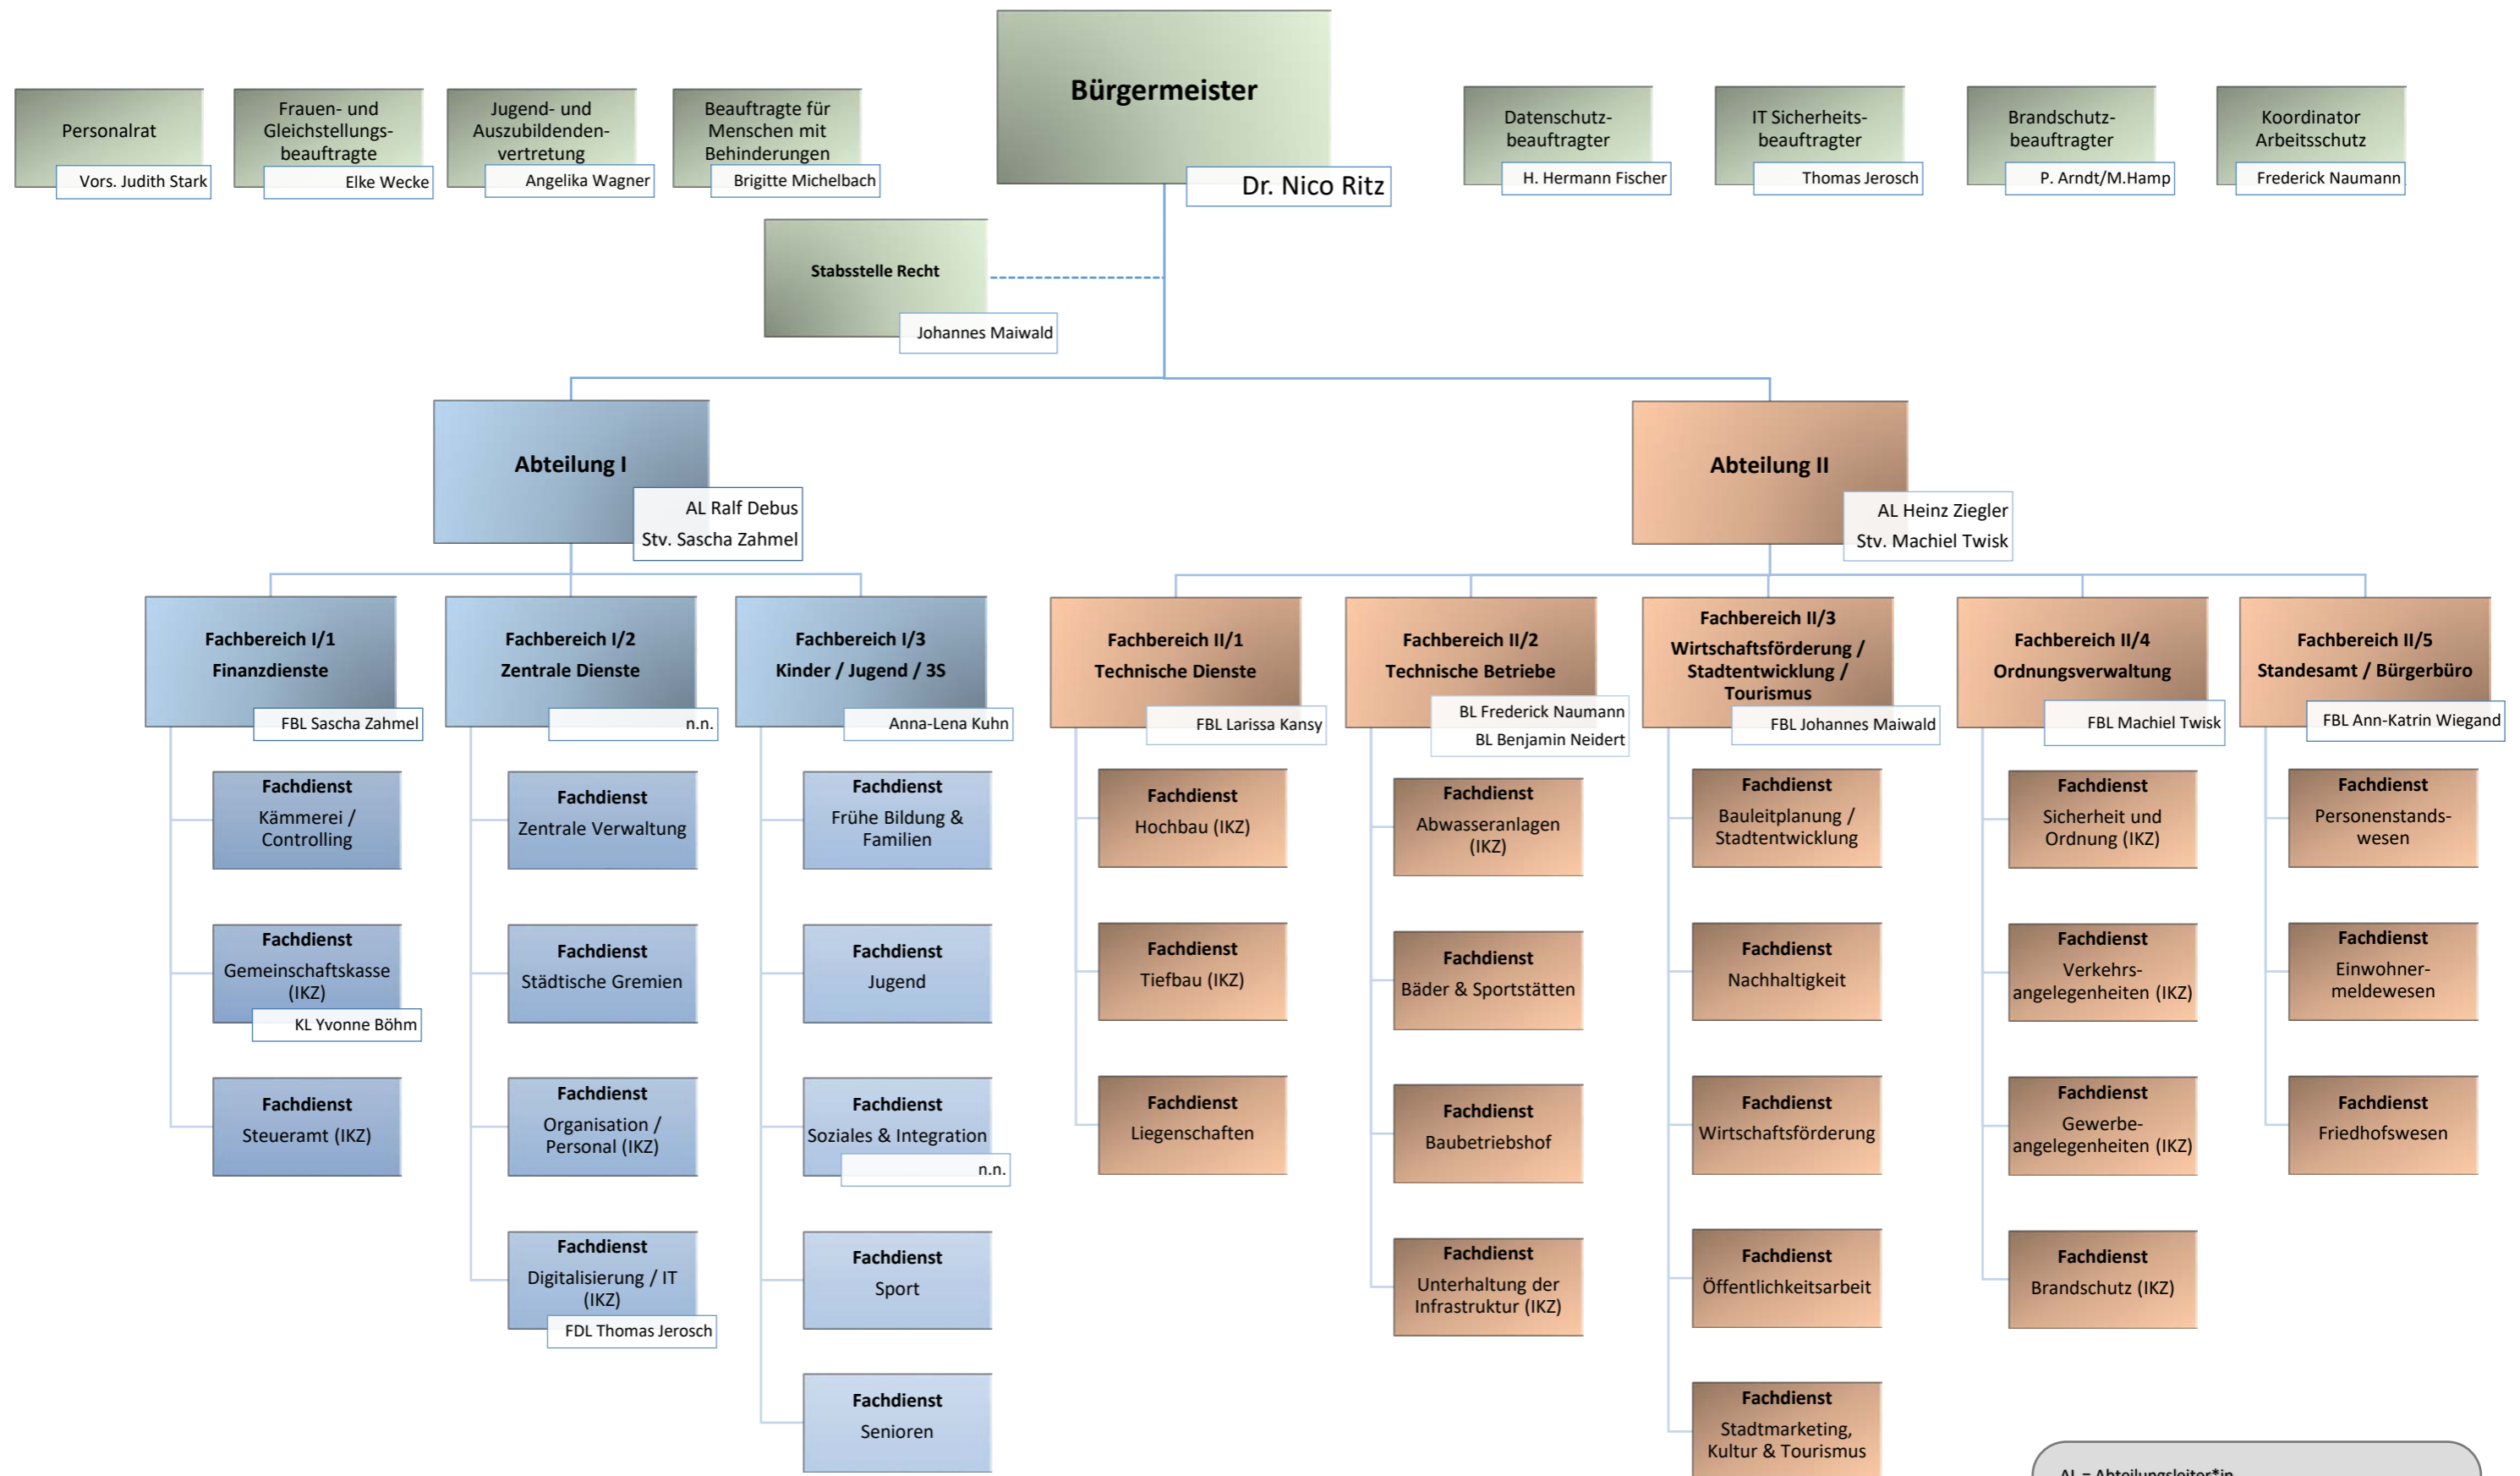 Bürgermeister
Dr. Nico Ritz
Personalrat
Vors. Judith Stark
Frauen- und
Gleichstellungs-
beauftragte
Elke Wecke
Jugend- und
Auszubildenden-
vertretung
Angelika Wagner
Beauftragte für
Menschen mit
Behinderungen
Brigitte Michelbach
Datenschutz-
beauftragter
H. Hermann Fischer
IT Sicherheits-
beauftragter
Thomas Jerosch
Brandschutz-
beauftragter
P. Arndt/M.Hamp
Koordinator
Arbeitsschutz
Frederick Naumann
Stabsstelle Recht
Johannes Maiwald
Abteilung I
AL Ralf Debus
Stv. Sascha Zahmel
Abteilung II
AL Heinz Ziegler
Stv. Machiel Twisk
Fachbereich I/1
Finanzdienste
FBL Sascha Zahmel
Fachdienst
Kämmerei /
Controlling
Fachdienst
Gemeinschaftskasse
(IKZ)
KL Yvonne Böhm
Fachdienst
Steueramt (IKZ)
Fachbereich I/2
Zentrale Dienste
n.n.
Fachdienst
Zentrale Verwaltung
Fachdienst
Städtische Gremien
Fachdienst
Organisation /
Personal (IKZ)
Fachdienst
Digitalisierung / IT
(IKZ)
FDL Thomas Jerosch
Fachbereich I/3
Kinder / Jugend / 3S
Anna-Lena Kuhn
Fachdienst
Frühe Bildung &
Familien
Fachdienst
Jugend
Fachdienst
Soziales & Integration
n.n.
Fachdienst
Sport
Fachdienst
Senioren
Fachbereich II/1
Technische Dienste
FBL Larissa Kansy
Fachdienst
Hochbau (IKZ)
Fachdienst
Tiefbau (IKZ)
Fachdienst
Liegenschaften
Fachbereich II/2
Technische Betriebe
BL Frederick Naumann
BL Benjamin Neidert
Fachdienst
Abwasseranlagen
(IKZ)
Fachdienst
Bäder & Sportstätten
Fachdienst
Baubetriebshof
Fachdienst
Unterhaltung der
Infrastruktur (IKZ)
Fachbereich II/3
Wirtschaftsförderung /
Stadtentwicklung /
Tourismus
FBL Johannes Maiwald
Fachdienst
Bauleitplanung /
Stadtentwicklung
Fachdienst
Nachhaltigkeit
Fachdienst
Wirtschaftsförderung
Fachdienst
Öffentlichkeitsarbeit
Fachdienst
Stadtmarketing,
Kultur & Tourismus
Fachbereich II/4
Ordnungsverwaltung
FBL Machiel Twisk
Fachdienst
Sicherheit und
Ordnung (IKZ)
Fachdienst
Verkehrs-
angelegenheiten (IKZ)
Fachdienst
Gewerbe-
angelegenheiten (IKZ)
Fachdienst
Brandschutz (IKZ)
Fachbereich II/5
Standesamt / Bürgerbüro
FBL Ann-Katrin Wiegand
Fachdienst
Personenstands-
wesen
Fachdienst
Einwohner-
meldewesen
Fachdienst
Friedhofswesen
AL = Abteilungsleiter*in